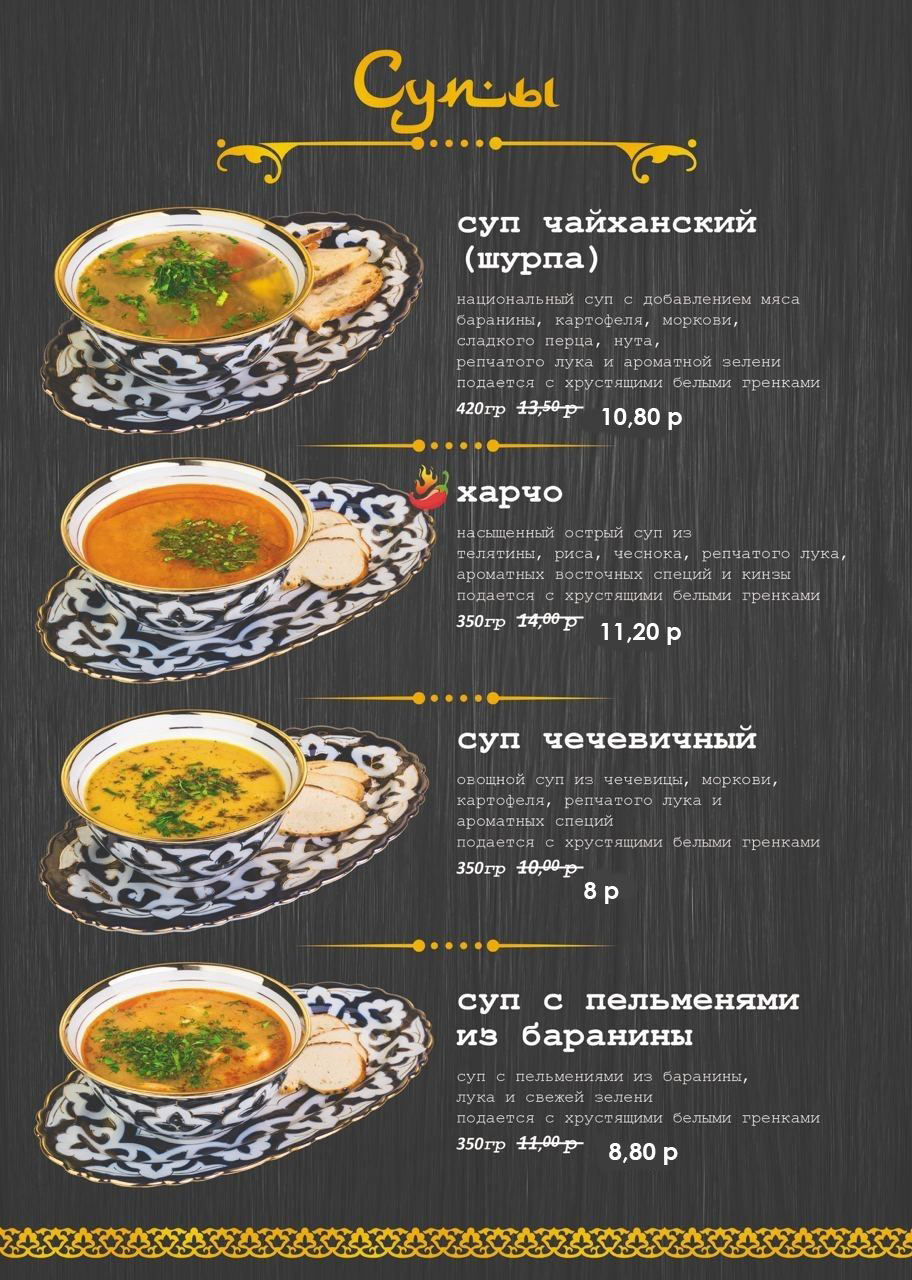 Супы
суп чайханский
(шурпа)
национальный суп с добавлением мяса
баранины, картофеля, моркови,
сладкого перца, нута,
репчатого лука и ароматной зелени
подается с хрустящими белыми гренками
420гр 13,50 р 10,80 р
харчо
насыщенный острый суп из
телятины, риса, чеснока, репчатого лука,
ароматных восточных специй и кинзы
подается с хрустящими белыми гренками
350гр 14,00 р 11,20 р
суп чечевичный
овощной суп из чечевицы, моркови,
картофеля, репчатого лука и
ароматных специй
подается с хрустящими белыми гренками
350гр 10,00 р
8 р
суп с пельменями
из баранины
суп с пельмениями из баранины,
лука и свежей зелени
подается с хрустящими белыми гренками
350гр 11,00 р 8,80 р